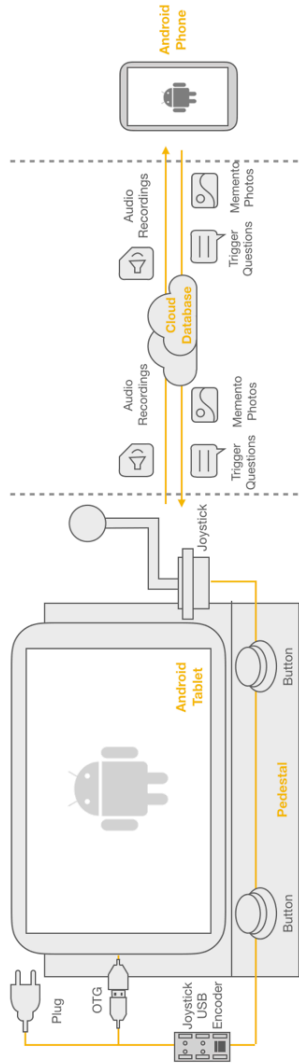 Plug
OTG
Joystick
USB
Encoder
Android
Tablet
Pedestal
Button
Button
Joystick
Audio
Recordings
Trigger
Questions
Memento
Photos
Cloud
Database
Audio
Recordings
Trigger
Questions
Memento
Photos
Android
Phone